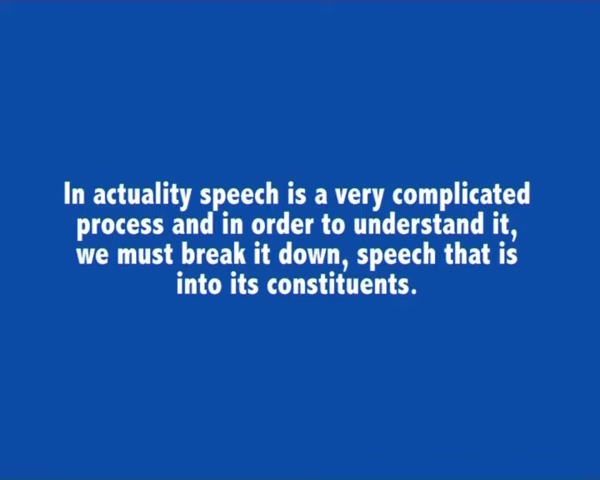 In actuality speech is a very complicated
process and in order to understand it,
we must break it down, speech that is
into its constituents.